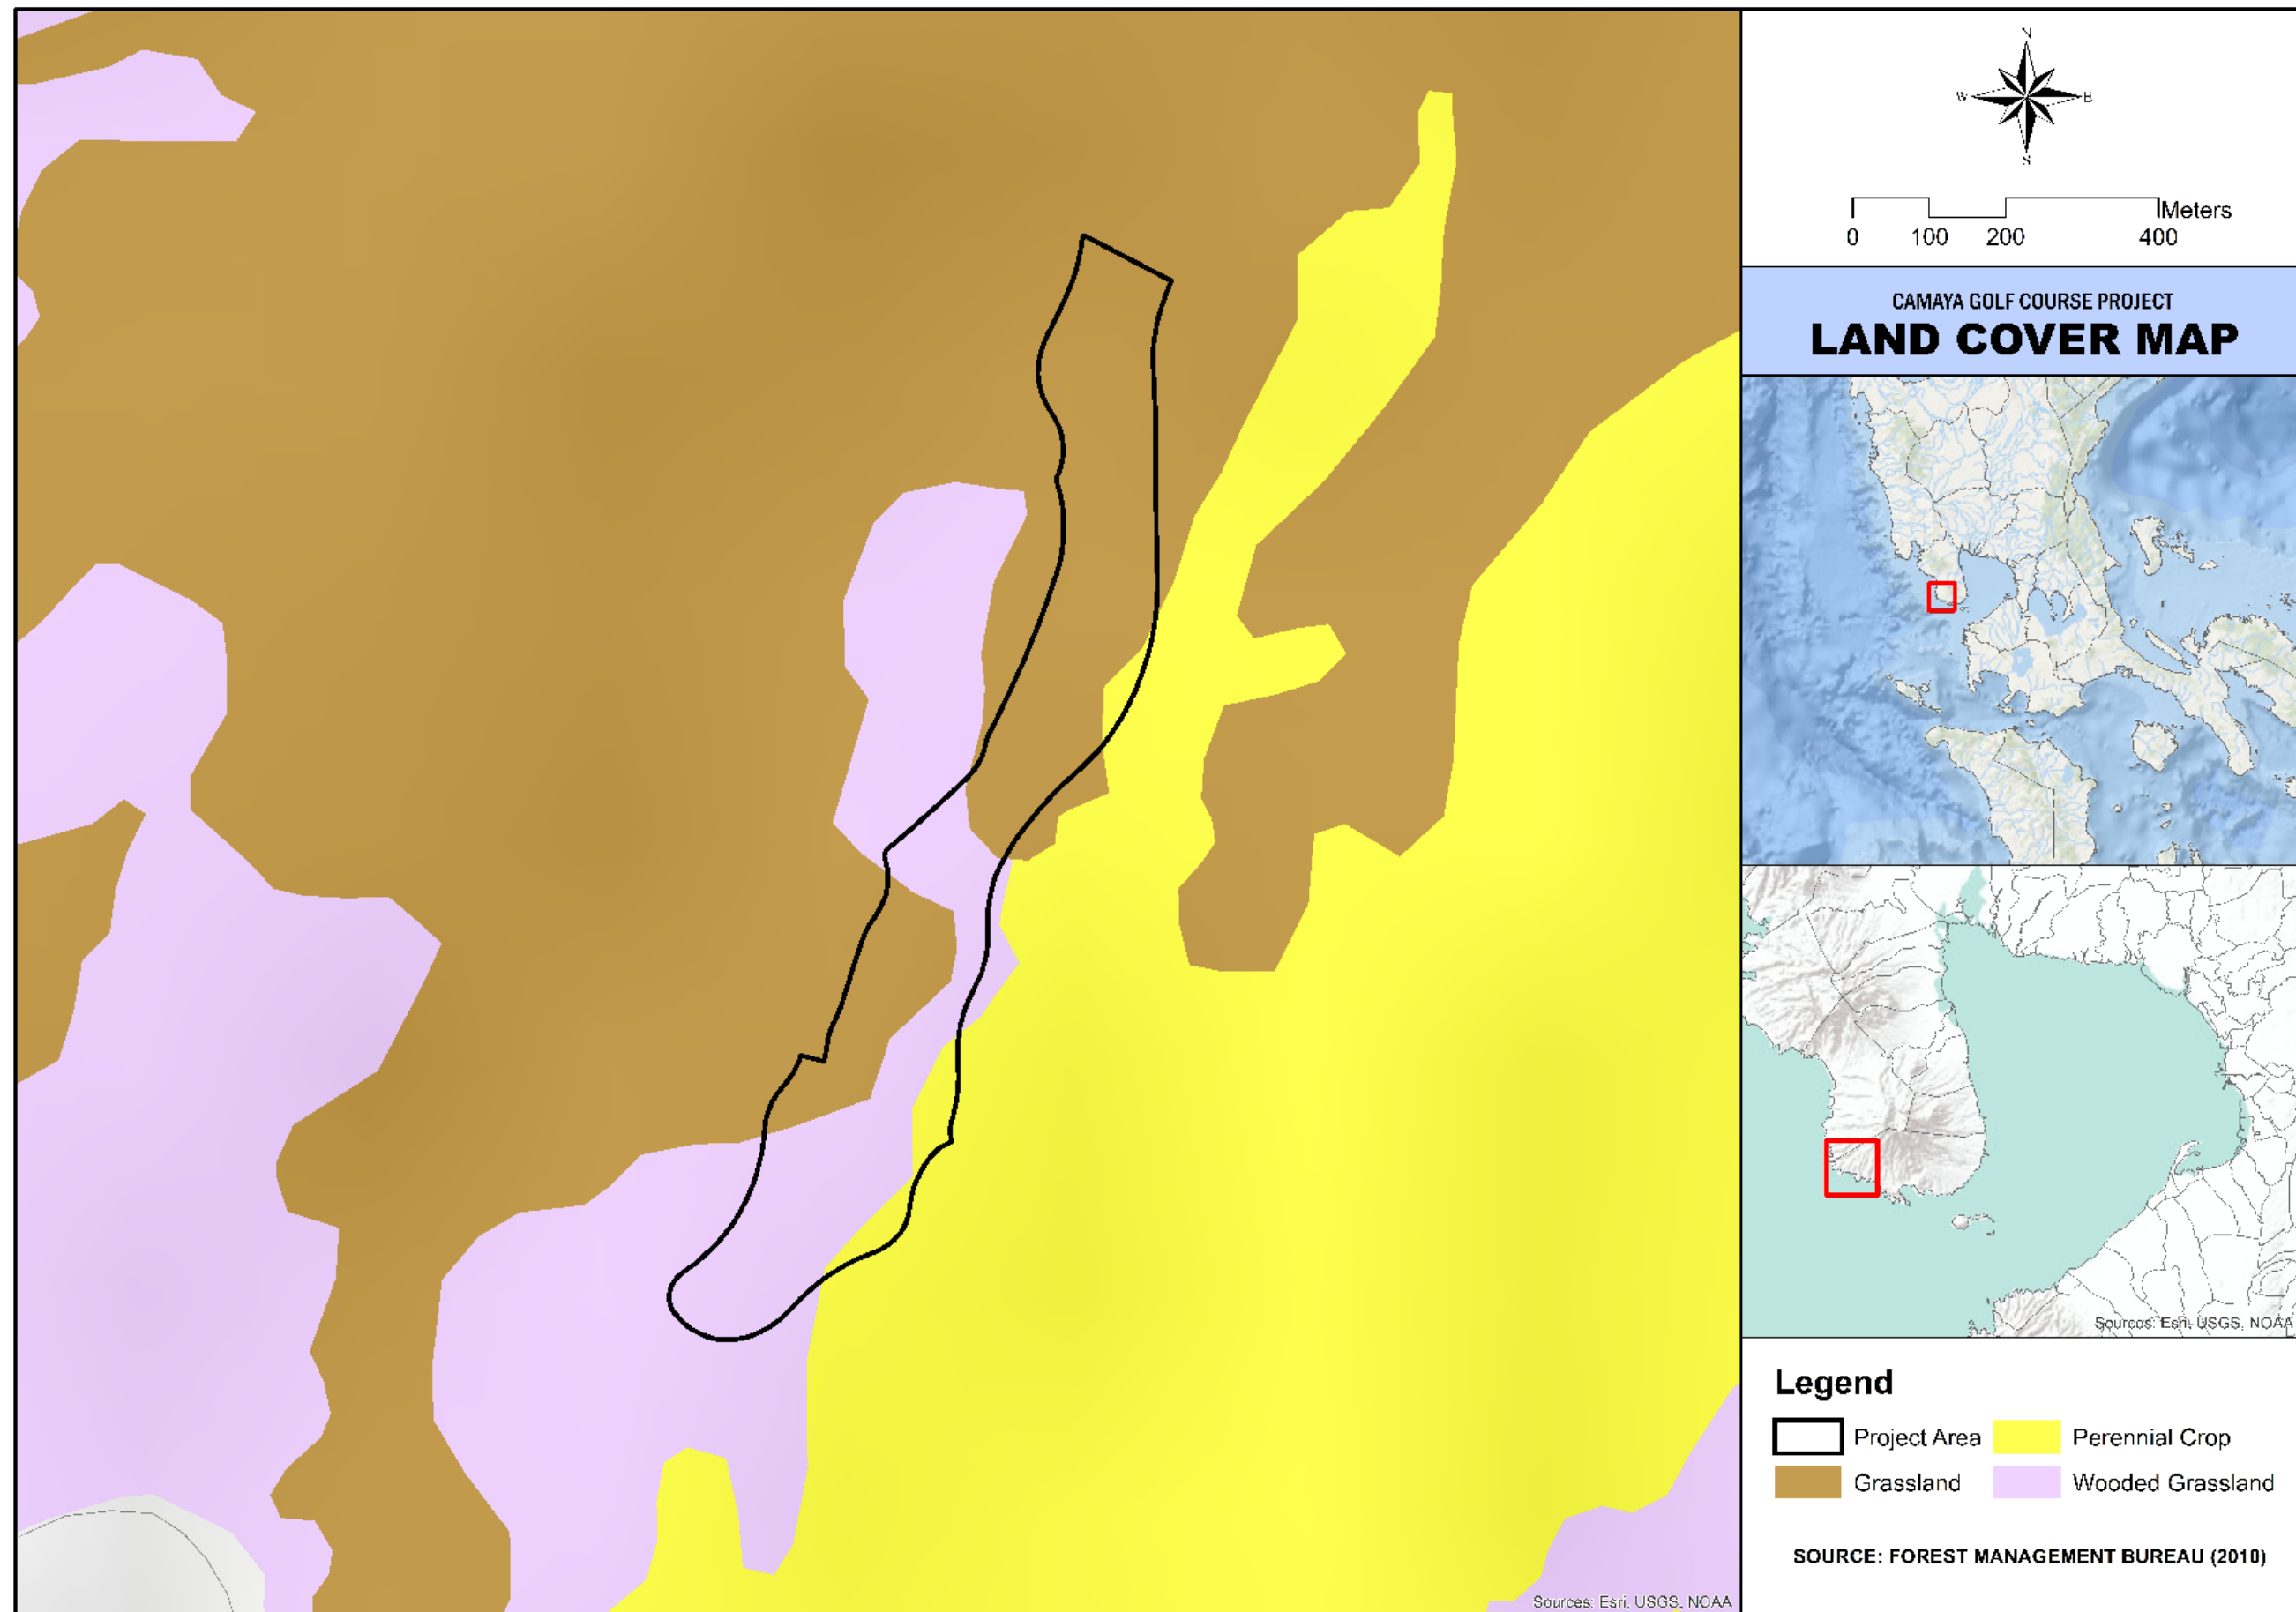 N
W E
S
Meters
0 100 200 400
CAMAYA GOLF COURSE PROJECT
LAND COVER MAP
Sources: Esri, USGS, NOAA
Legend
Project Area Perennial Crop
Grassland Wooded Grassland
SOURCE: FOREST MANAGEMENT BUREAU (2010)
Sources: Esri, USGS, NOAA